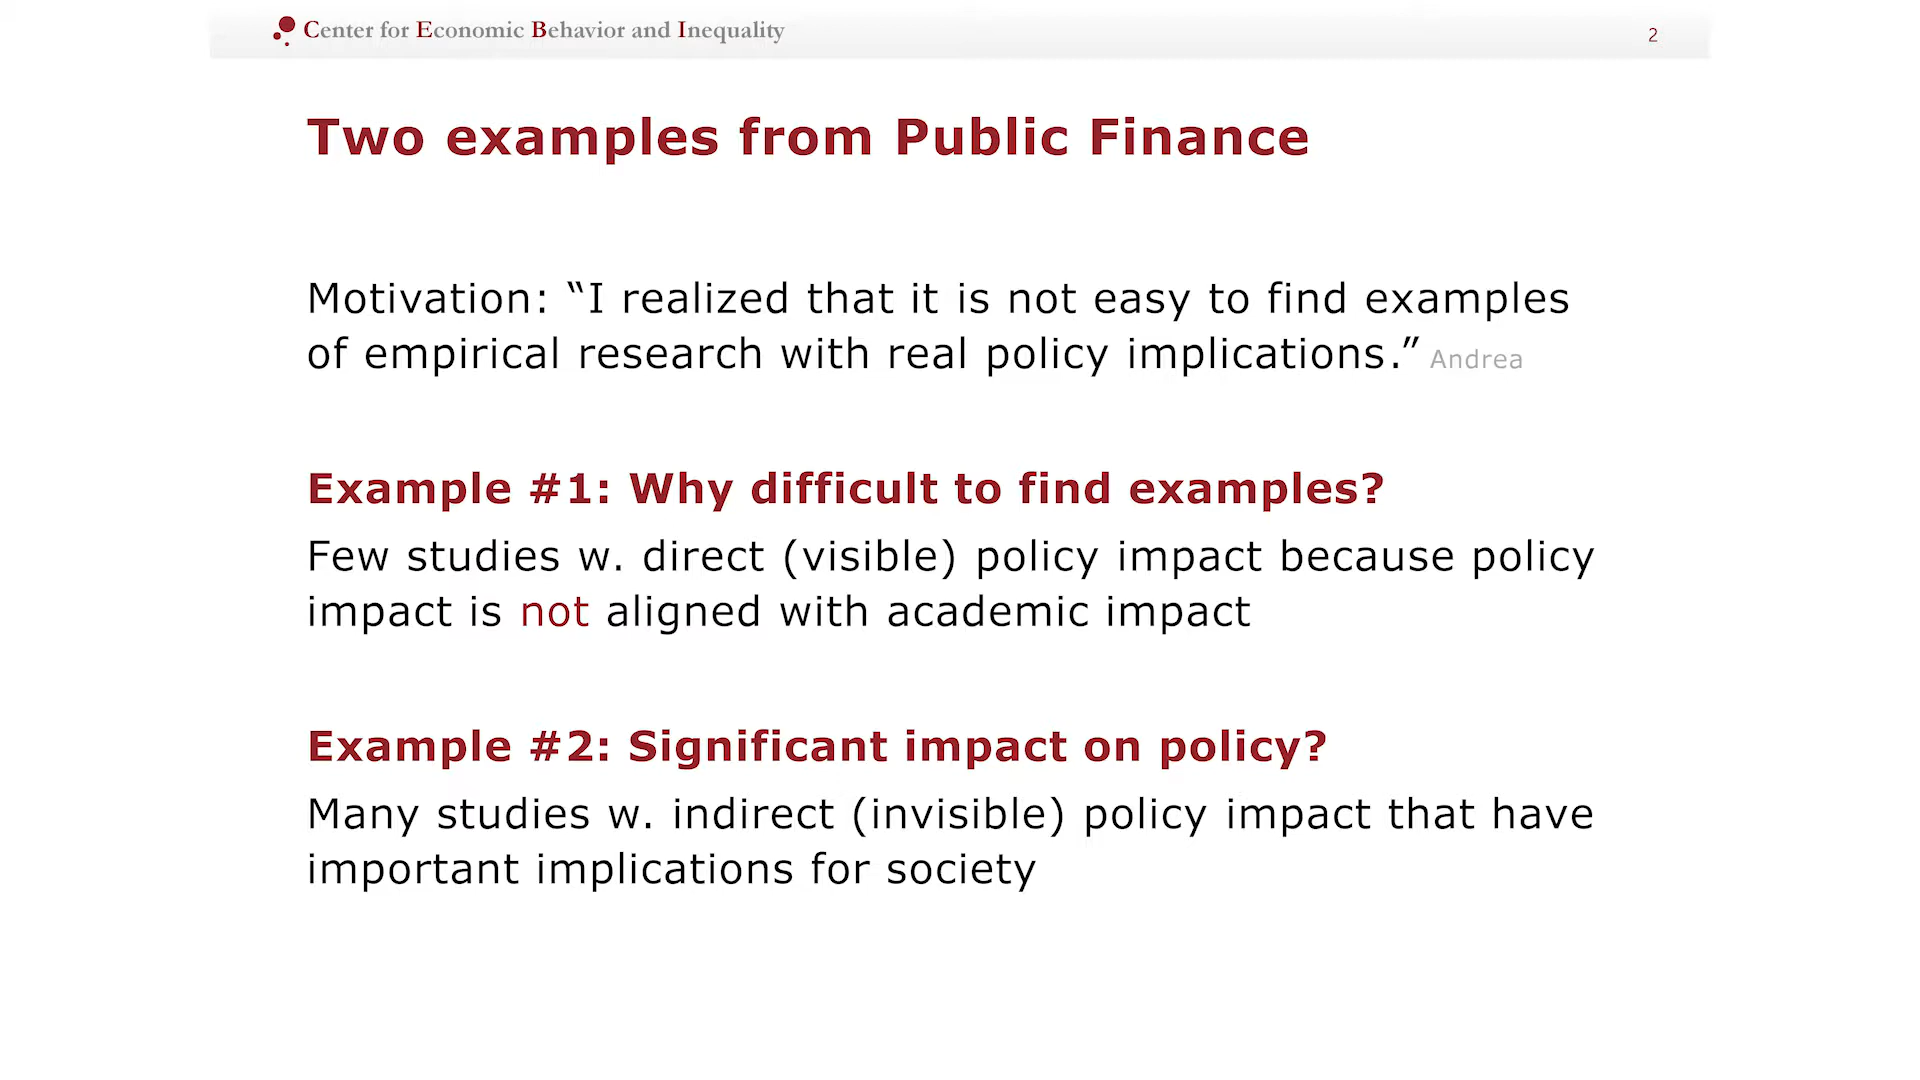 Center for Economic Behavior and Inequality
2
Two examples from Public Finance
Motivation: “I realized that it is not easy to find examples
of empirical research with real policy implications.” Andrea
Example #1: Why difficult to find examples?
Few studies w. direct (visible) policy impact because policy
impact is not aligned with academic impact
Example #2: Significant impact on policy?
Many studies w. indirect (invisible) policy impact that have
important implications for society